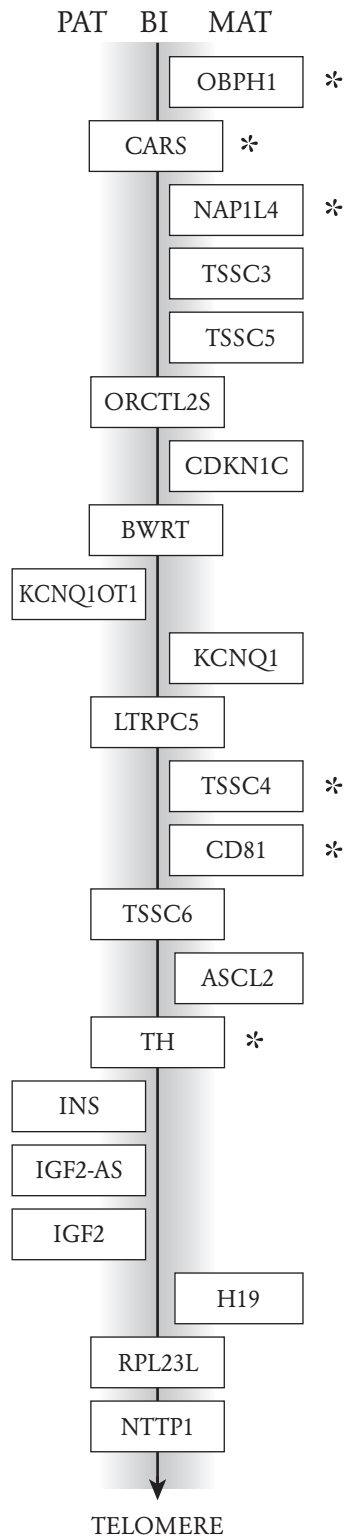 PAT BI MAT
OBPH1 *
CARS *
NAP1L4 *
TSSC3
TSSC5
ORCTL2S
CDKN1C
BWRT
KCNQ1OT1
KCNQ1
LTRPC5
TSSC4 *
CD81 *
TSSC6
ASCL2
TH *
INS
IGF2-AS
IGF2
H19
RPL23L
NTTP1
TELOMERE